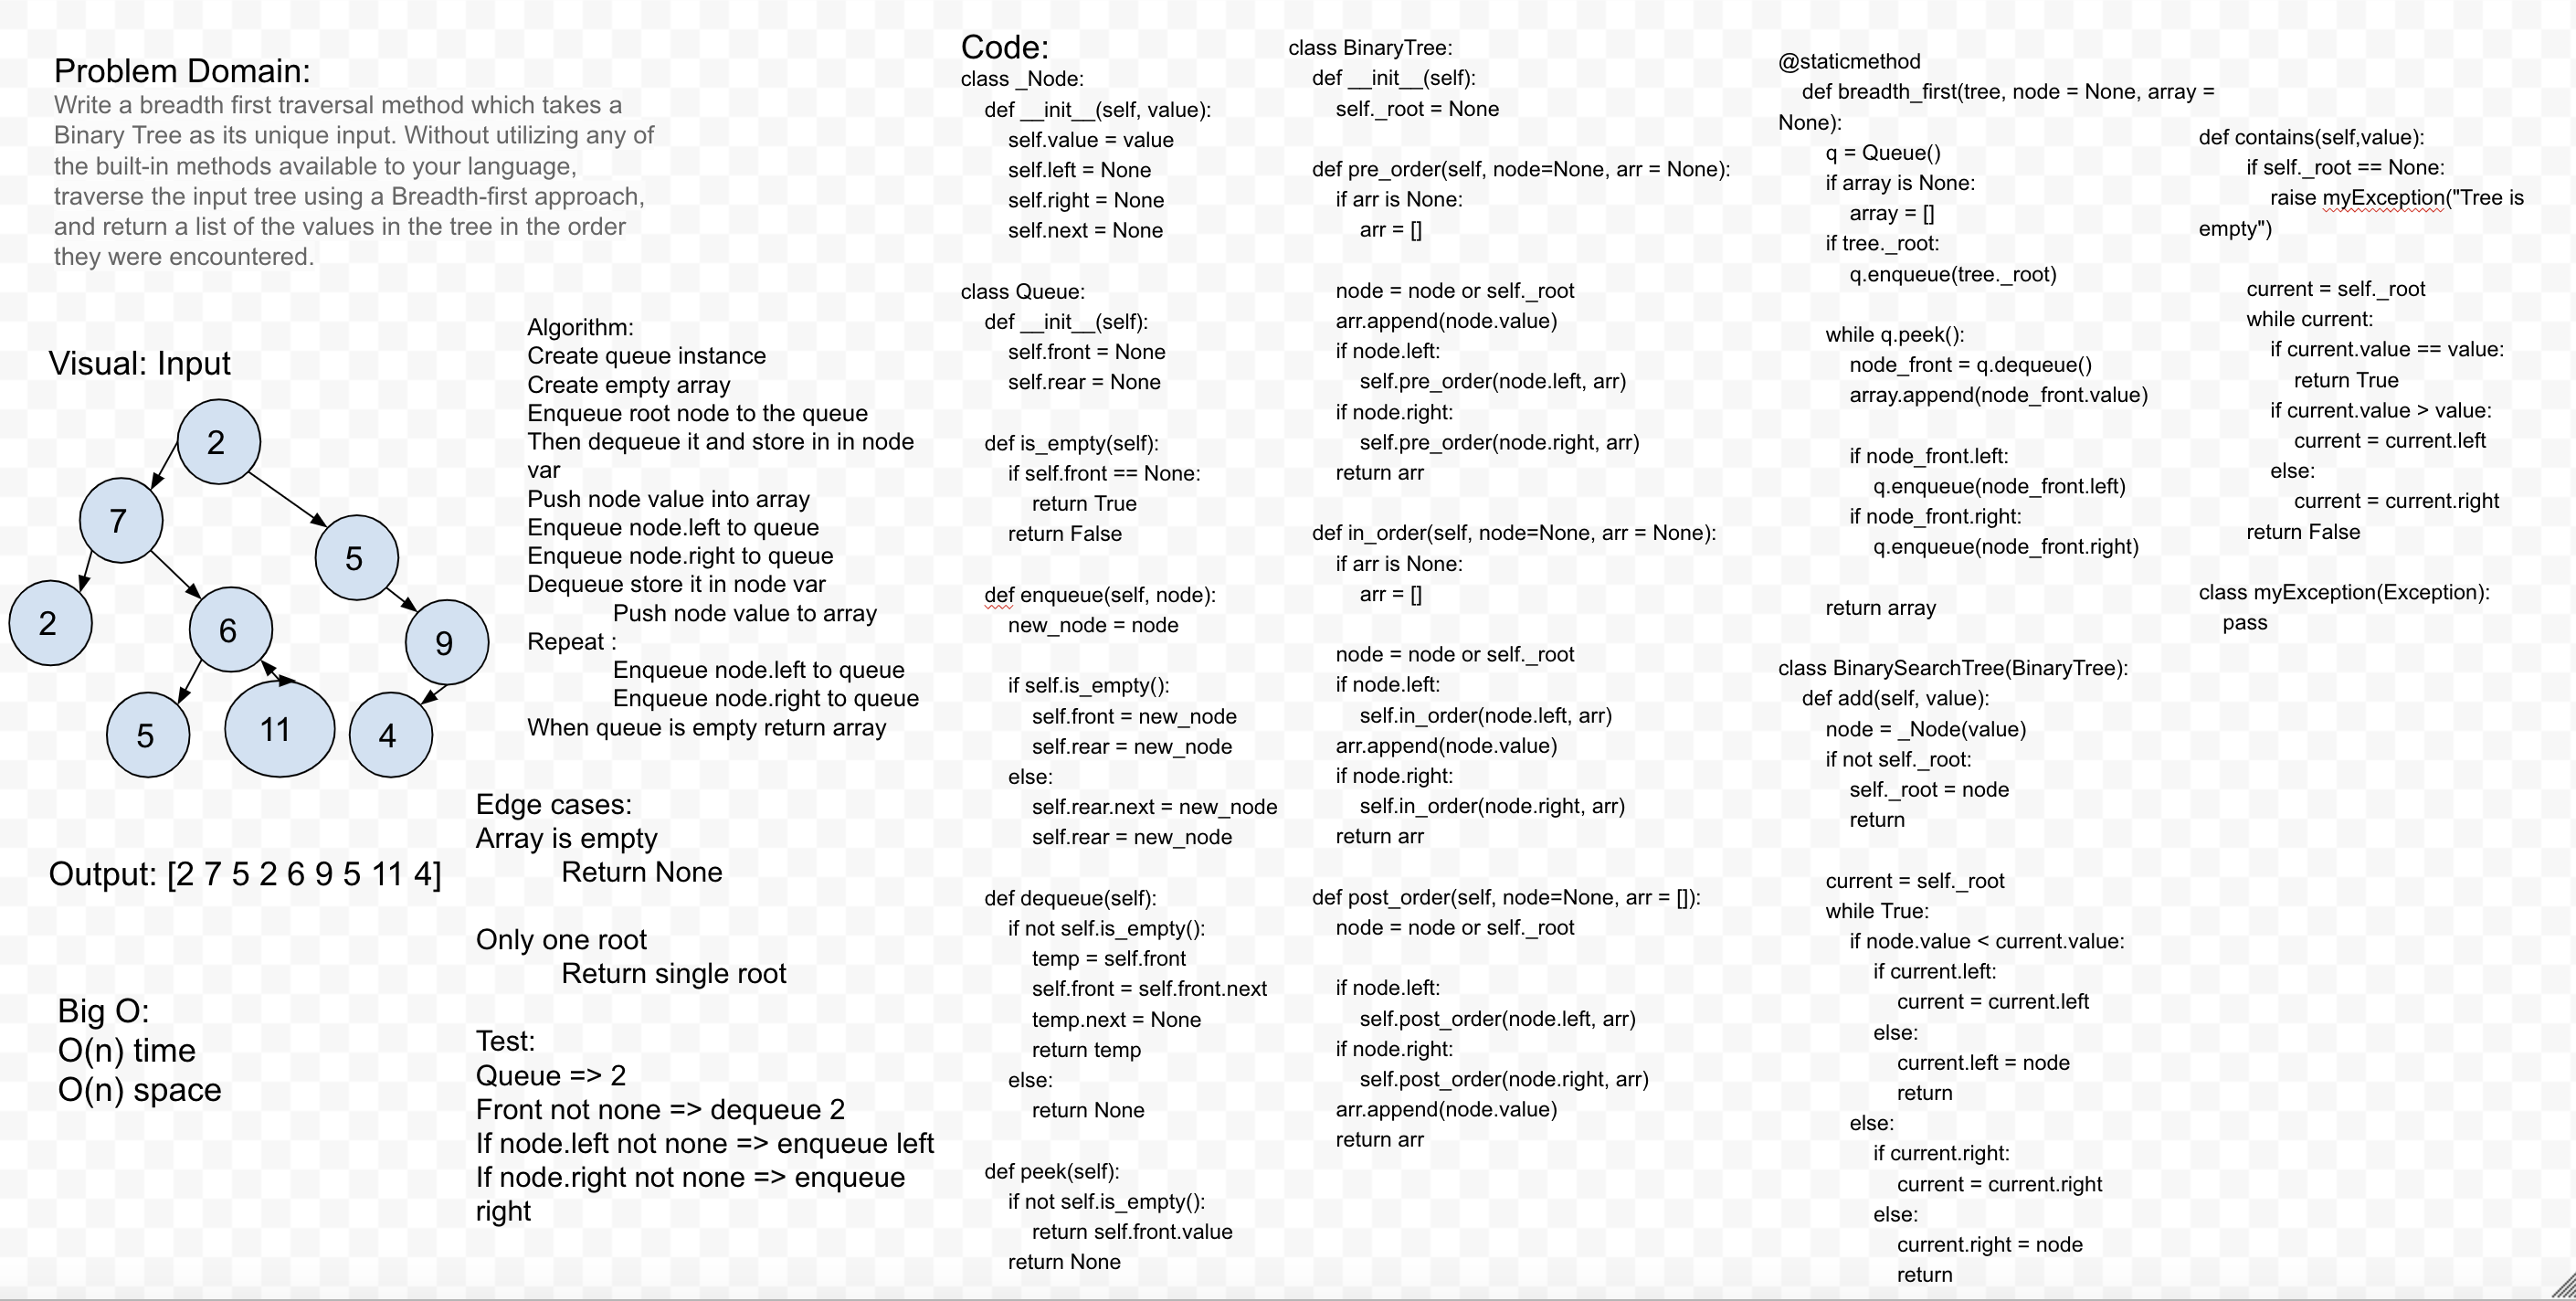 Problem Domain:
Write a breadth first traversal method which takes a
Binary Tree as its unique input. Without utilizing any of
the built-in methods available to your language,
traverse the input tree using a Breadth-first approach,
and return a list of the values in the tree in the order
they were encountered.
Visual: Input
2
7
5
2
6
9
5
11
4
Output: [2 7 5 2 6 9 5 11 4]
Big O:
O(n) time
O(n) space
Algorithm:
Create queue instance
Create empty array
Enqueue root node to the queue
Then dequeue it and store in in node
var
Push node value into array
Enqueue node.left to queue
Enqueue node.right to queue
Dequeue store it in node var
Push node value to array
Repeat :
Enqueue node.left to queue
Enqueue node.right to queue
When queue is empty return array
Edge cases:
Array is empty
Return None
Only one root
Return single root
Test:
Queue => 2
Front not none => dequeue 2
If node.left not none => enqueue left
If node.right not none => enqueue
right
Code:
class _Node:
def __init__(self, value):
self.value = value
self.left = None
self.right = None
self.next = None
class Queue:
def __init__(self):
self.front = None
self.rear = None
def is_empty(self):
if self.front == None:
return True
return False
def enqueue(self, node):
new_node = node
if self.is_empty():
self.front = new_node
self.rear = new_node
else:
self.rear.next = new_node
self.rear = new_node
def dequeue(self):
if not self.is_empty():
temp = self.front
self.front = self.front.next
temp.next = None
return temp
else:
return None
def peek(self):
if not self.is_empty():
return self.front.value
return None
class BinaryTree:
def __init__(self):
self._root = None
def pre_order(self, node=None, arr = None):
if arr is None:
arr = []
node = node or self._root
arr.append(node.value)
if node.left:
self.pre_order(node.left, arr)
if node.right:
self.pre_order(node.right, arr)
return arr
def in_order(self, node=None, arr = None):
if arr is None:
arr = []
node = node or self._root
if node.left:
self.in_order(node.left, arr)
arr.append(node.value)
if node.right:
self.in_order(node.right, arr)
return arr
def post_order(self, node=None, arr = []):
node = node or self._root
if node.left:
self.post_order(node.left, arr)
if node.right:
self.post_order(node.right, arr)
arr.append(node.value)
return arr
@staticmethod
def breadth_first(tree, node = None, array =
None):
q = Queue()
if array is None:
array = []
if tree._root:
q.enqueue(tree._root)
while q.peek():
node_front = q.dequeue()
array.append(node_front.value)
if node_front.left:
q.enqueue(node_front.left)
if node_front.right:
q.enqueue(node_front.right)
return array
class BinarySearchTree(BinaryTree):
def add(self, value):
node = _Node(value)
if not self._root:
self._root = node
return
current = self._root
while True:
if node.value < current.value:
if current.left:
current = current.left
else:
current.left = node
return
else:
if current.right:
current = current.right
else:
current.right = node
return
def contains(self,value):
if self._root == None:
raise myException("Tree is
empty")
current = self._root
while current:
if current.value == value:
return True
if current.value > value:
current = current.left
else:
current = current.right
return False
class myException(Exception):
pass